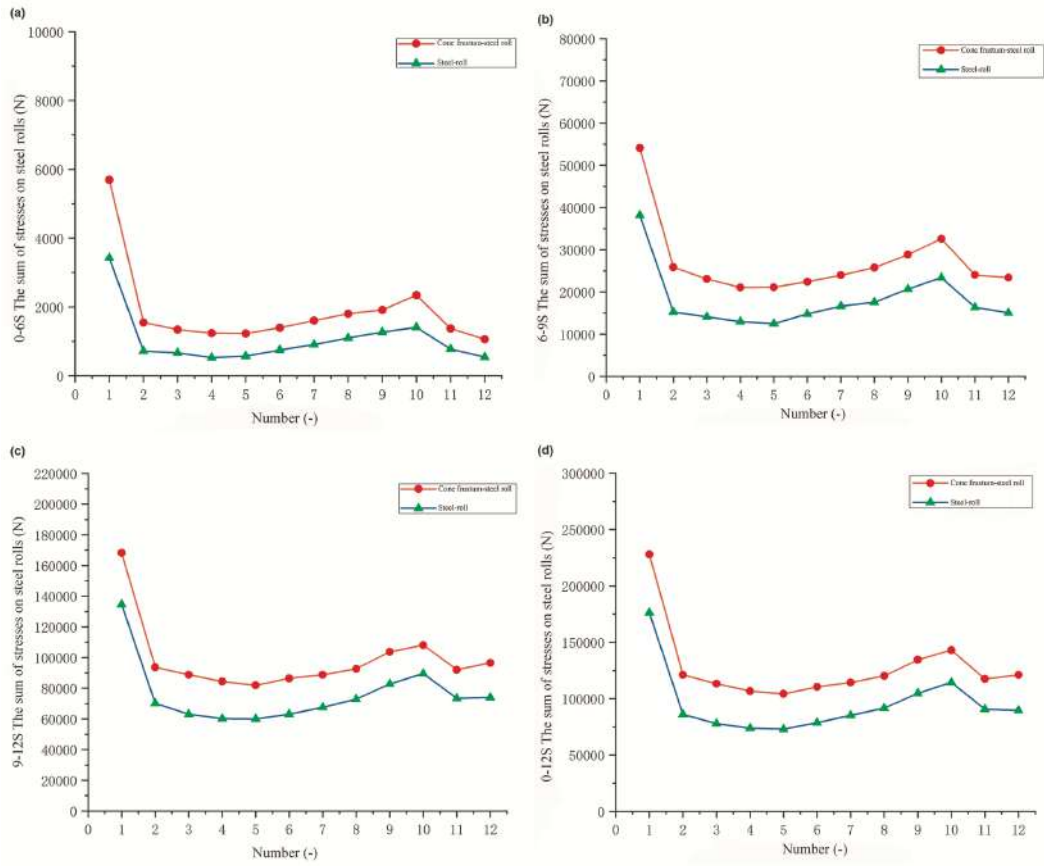 (a)
10000
8000
6000
4000
2000
0
0-6S The sum of stresses on steel rolls (N)
Cone frustum-steel roll
Steel-roll
0 1 2 3 4 5 6 7 8 9 10 11 12
Number (-)
(b)
80000
70000
60000
50000
40000
30000
20000
10000
0
6-9S The sum of stresses on steel rolls (N)
Cone frustum-steel roll
Steel-roll
0 1 2 3 4 5 6 7 8 9 10 11 12
Number (-)
(c)
220000
200000
180000
160000
140000
120000
100000
80000
60000
40000
20000
0
9-12S The sum of stresses on steel rolls (N)
Cone frustum-steel roll
Steel-roll
0 1 2 3 4 5 6 7 8 9 10 11 12
Number (-)
(d)
300000
250000
200000
150000
100000
50000
0
0-12S The sum of stresses on steel rolls (N)
Cone frustum-steel roll
Steel-roll
0 1 2 3 4 5 6 7 8 9 10 11 12
Number (-)